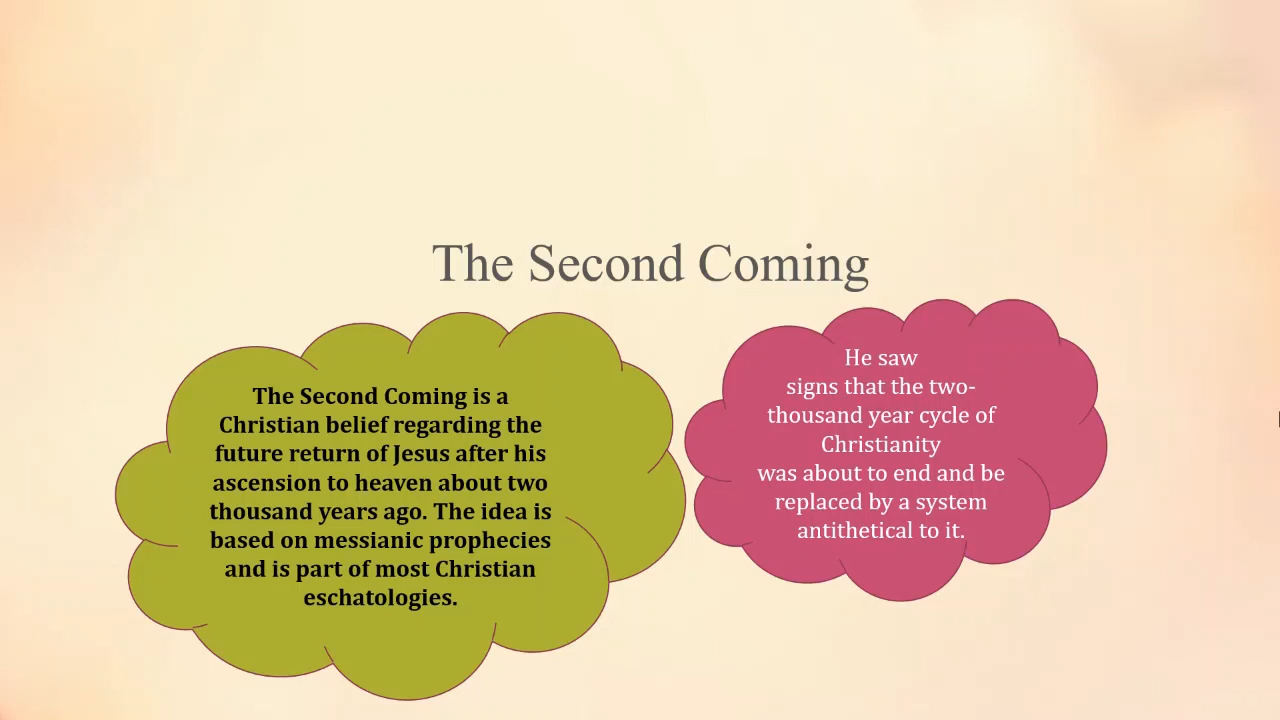 The Second Coming
The Second Coming is a
Christian belief regarding the
future return of Jesus after his
ascension to heaven about two
thousand years ago. The idea is
based on messianic prophecies
and is part of most Christian
eschatologies.
He saw
signs that the two-
thousand year cycle of
Christianity
was about to end and be
replaced by a system
antithetical to it.